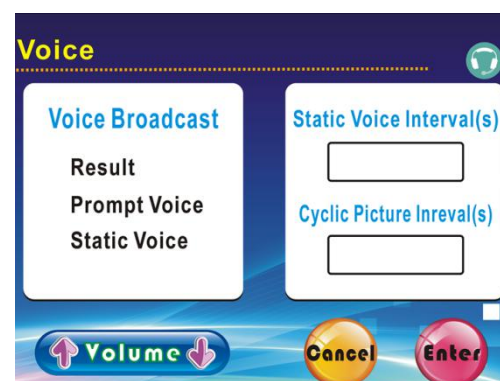 Voice
Voice Broadcast
Result
Prompt Voice
Static Voice
Static Voice Interval(s)
Cyclic Picture Inreval(s)
Volume
Cancel
Enter